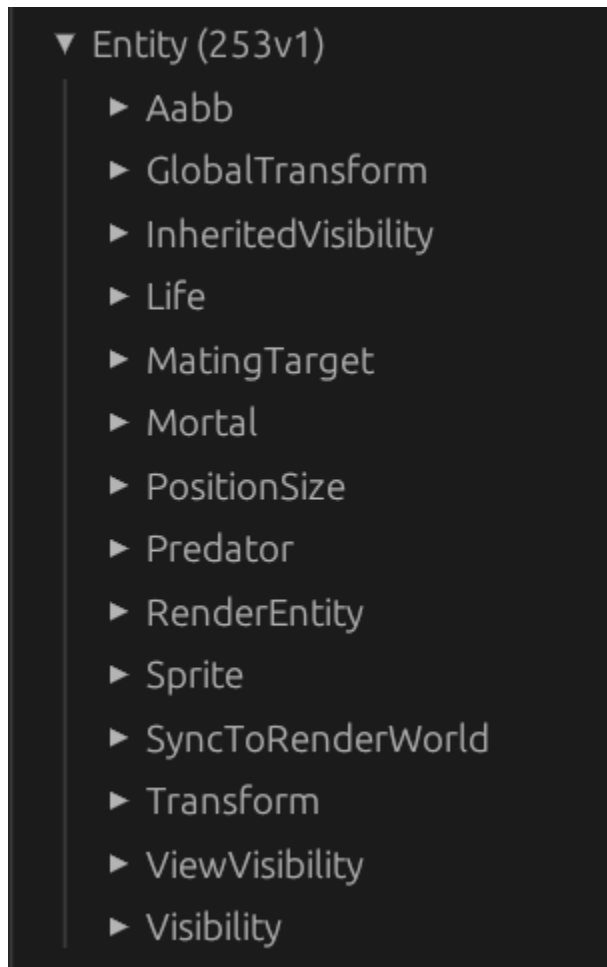 Entity (253v1)
Aabb
GlobalTransform
InheritedVisibility
Life
MatingTarget
Mortal
PositionSize
Predator
RenderEntity
Sprite
SyncToRenderWorld
Transform
ViewVisibility
Visibility